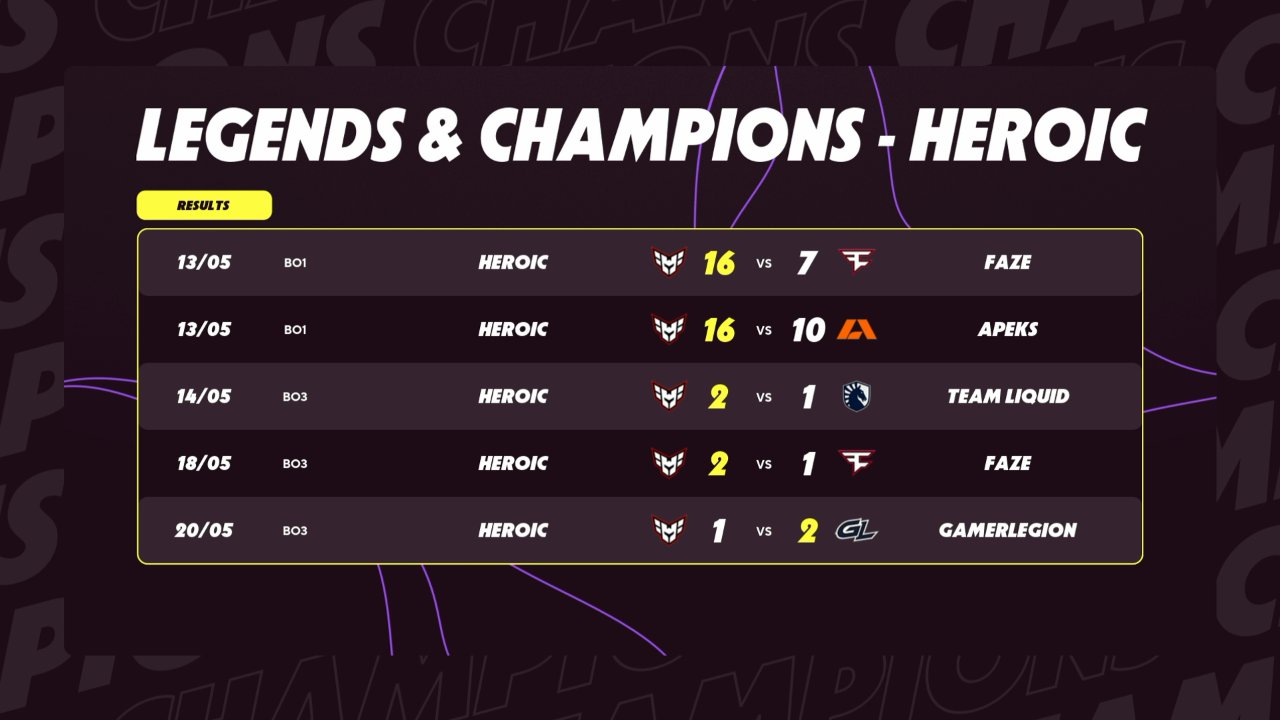 LEGENDS & CHAMPIONS - HEROIC
RESULTS
13/05 BO1 HEROIC 16 VS 7 FAZE
13/05 BO1 HEROIC 16 VS 10 APEKS
14/05 BO3 HEROIC 2 VS 1 TEAM LIQUID
18/05 BO3 HEROIC 2 VS 1 FAZE
20/05 BO3 HEROIC 1 VS 2 GL GAMERLEGION